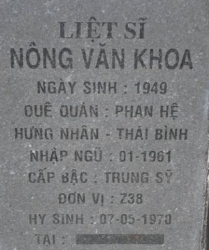 LIỆT SĨ
NÔNG VĂN KHOA
NGÀY SINH : 1949
QUÊ QUÁN : PHAN HỆ
HƯNG NHÂN - THÁI BÌNH
NHẬP NGŨ : 01-1961
CẤP BẬC : TRUNG SỸ
ĐƠN VỊ : Z38
HY SINH : 07-05-1970
TẠI :